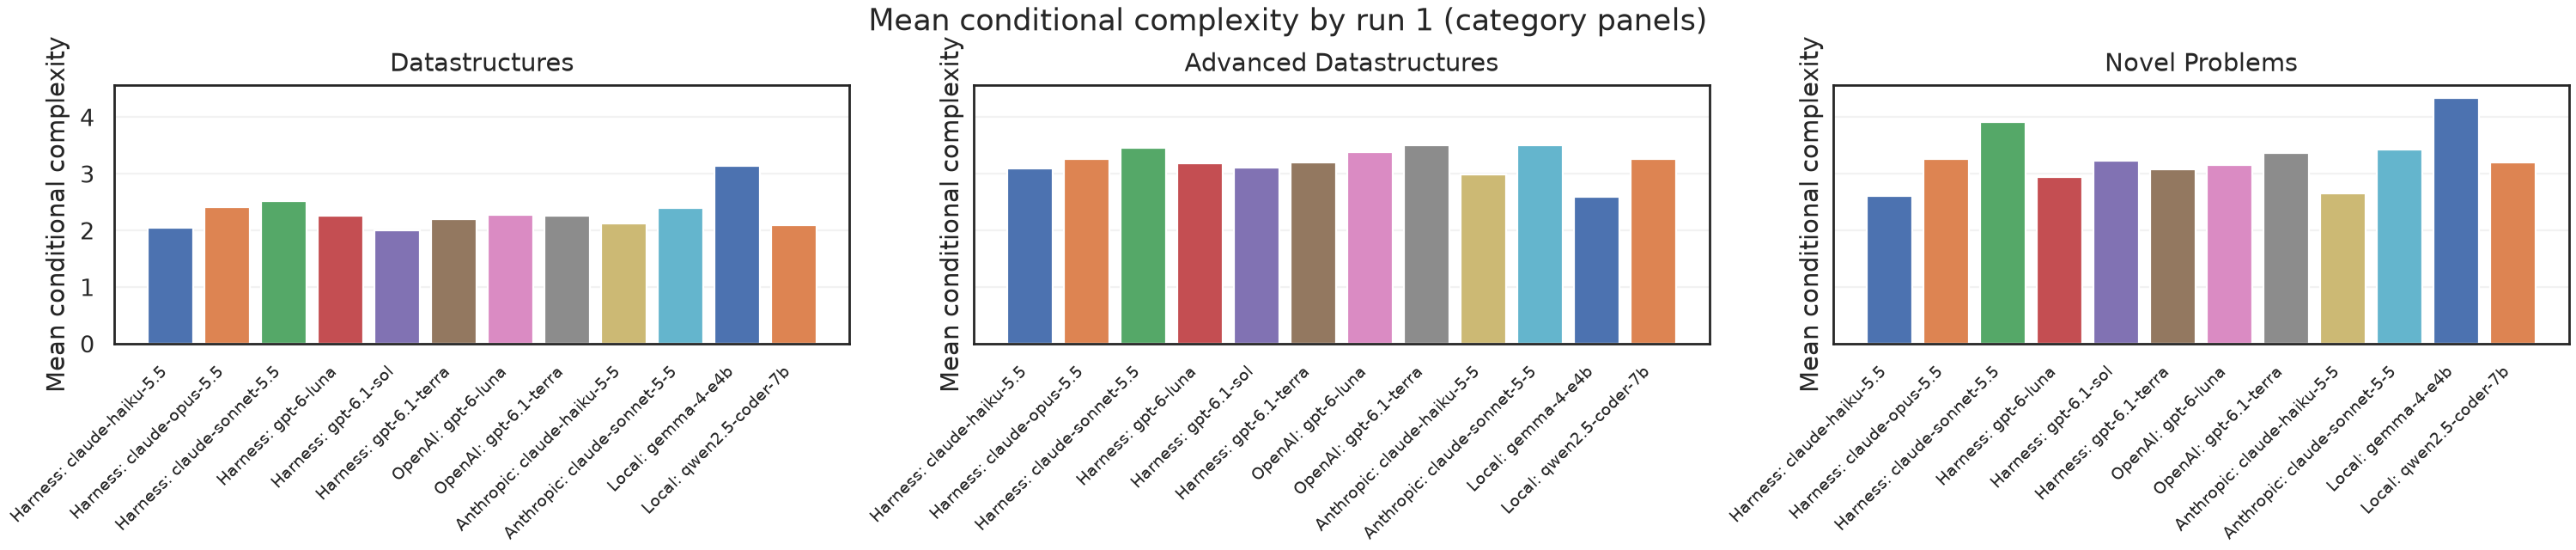 Mean conditional complexity by run 1 (category panels)
Datastructures
Mean conditional complexity
4
3
2
1
0
Harness: claude-haiku-5.5
Harness: claude-opus-5.5
Harness: claude-sonnet-5.5
Harness: gpt-6-luna
Harness: gpt-6.1-sol
Harness: gpt-6.1-terra
OpenAI: gpt-6-luna
OpenAI: gpt-6.1-terra
Anthropic: claude-haiku-5-5
Anthropic: claude-sonnet-5-5
Local: gemma-4-e4b
Local: qwen2.5-coder-7b
Advanced Datastructures
Mean conditional complexity
Harness: claude-haiku-5.5
Harness: claude-opus-5.5
Harness: claude-sonnet-5.5
Harness: gpt-6-luna
Harness: gpt-6.1-sol
Harness: gpt-6.1-terra
OpenAI: gpt-6-luna
OpenAI: gpt-6.1-terra
Anthropic: claude-haiku-5-5
Anthropic: claude-sonnet-5-5
Local: gemma-4-e4b
Local: qwen2.5-coder-7b
Novel Problems
Mean conditional complexity
Harness: claude-haiku-5.5
Harness: claude-opus-5.5
Harness: claude-sonnet-5.5
Harness: gpt-6-luna
Harness: gpt-6.1-sol
Harness: gpt-6.1-terra
OpenAI: gpt-6-luna
OpenAI: gpt-6.1-terra
Anthropic: claude-haiku-5-5
Anthropic: claude-sonnet-5-5
Local: gemma-4-e4b
Local: qwen2.5-coder-7b